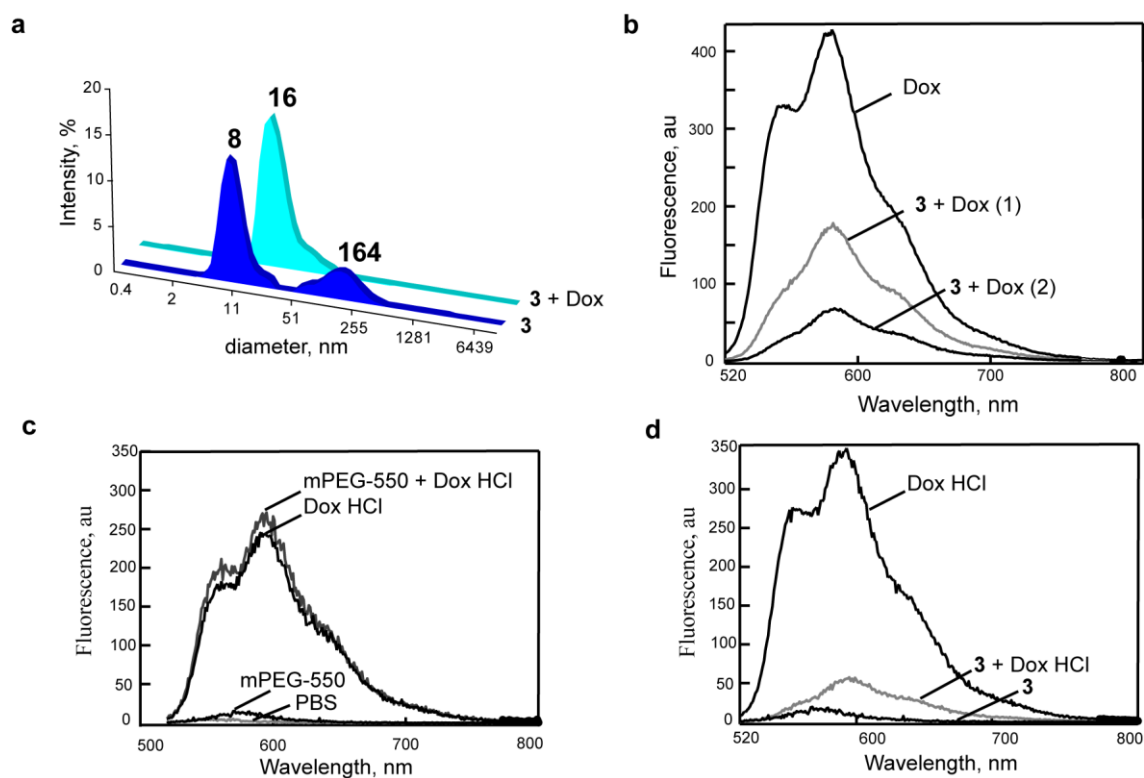 a
20
15
10
5
0
Intensity, %
16
8
164
3 + Dox
3
0.4
2
11
51
255
1281
6439
diameter, nm
b
400
300
200
100
0
Fluorescence, au
Dox
3 + Dox (1)
3 + Dox (2)
520
600
700
800
Wavelength, nm
c
350
300
250
200
150
100
50
0
Fluorescence, au
mPEG-550 + Dox HCl
Dox HCl
mPEG-550
PBS
500
600
700
800
Wavelength, nm
d
350
300
250
200
150
100
50
0
Fluorescence, au
Dox HCl
3 + Dox HCl
3
520
600
700
800
Wavelength, nm